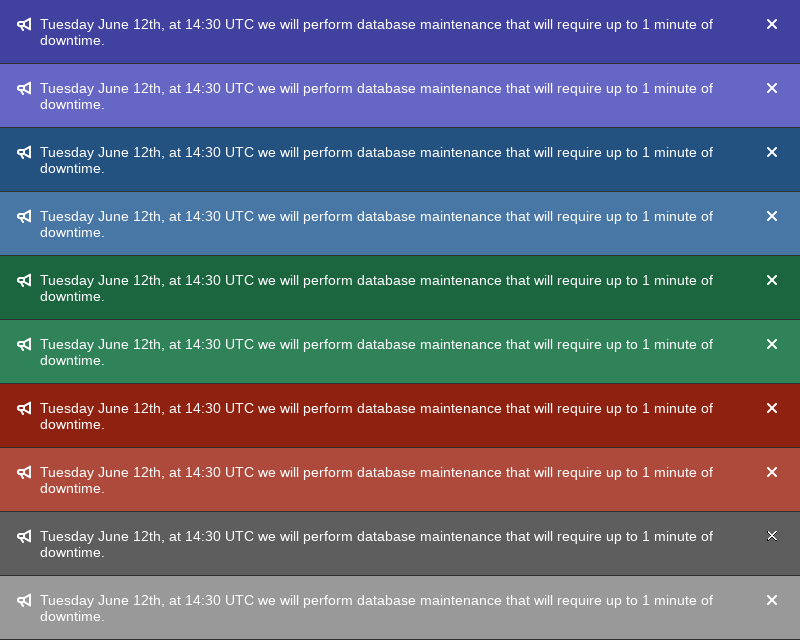 Tuesday June 12th, at 14:30 UTC we will perform database maintenance that will require up to 1 minute of
downtime.
Tuesday June 12th, at 14:30 UTC we will perform database maintenance that will require up to 1 minute of
downtime.
Tuesday June 12th, at 14:30 UTC we will perform database maintenance that will require up to 1 minute of
downtime.
Tuesday June 12th, at 14:30 UTC we will perform database maintenance that will require up to 1 minute of
downtime.
Tuesday June 12th, at 14:30 UTC we will perform database maintenance that will require up to 1 minute of
downtime.
Tuesday June 12th, at 14:30 UTC we will perform database maintenance that will require up to 1 minute of
downtime.
Tuesday June 12th, at 14:30 UTC we will perform database maintenance that will require up to 1 minute of
downtime.
Tuesday June 12th, at 14:30 UTC we will perform database maintenance that will require up to 1 minute of
downtime.
Tuesday June 12th, at 14:30 UTC we will perform database maintenance that will require up to 1 minute of
downtime.
Tuesday June 12th, at 14:30 UTC we will perform database maintenance that will require up to 1 minute of
downtime.